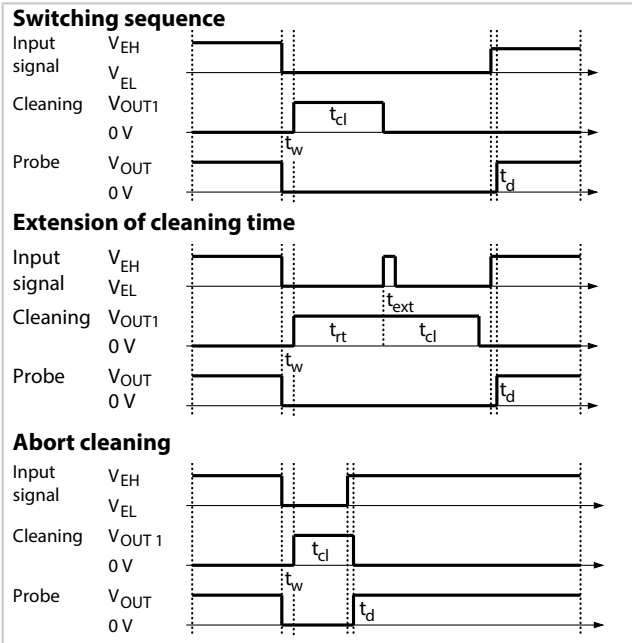 Switching sequence
Input signal VEH
VEL
Cleaning VOUT1
tcl
0 V
tw
Probe VOUT
td
0 V
Extension of cleaning time
Input signal VEH
VEL
text
Cleaning VOUT1
trt tcl
0 V
tw
Probe VOUT
td
0 V
Abort cleaning
Input signal VEH
VEL
Cleaning VOUT 1
tcl
0 V
tw
Probe VOUT
td
0 V